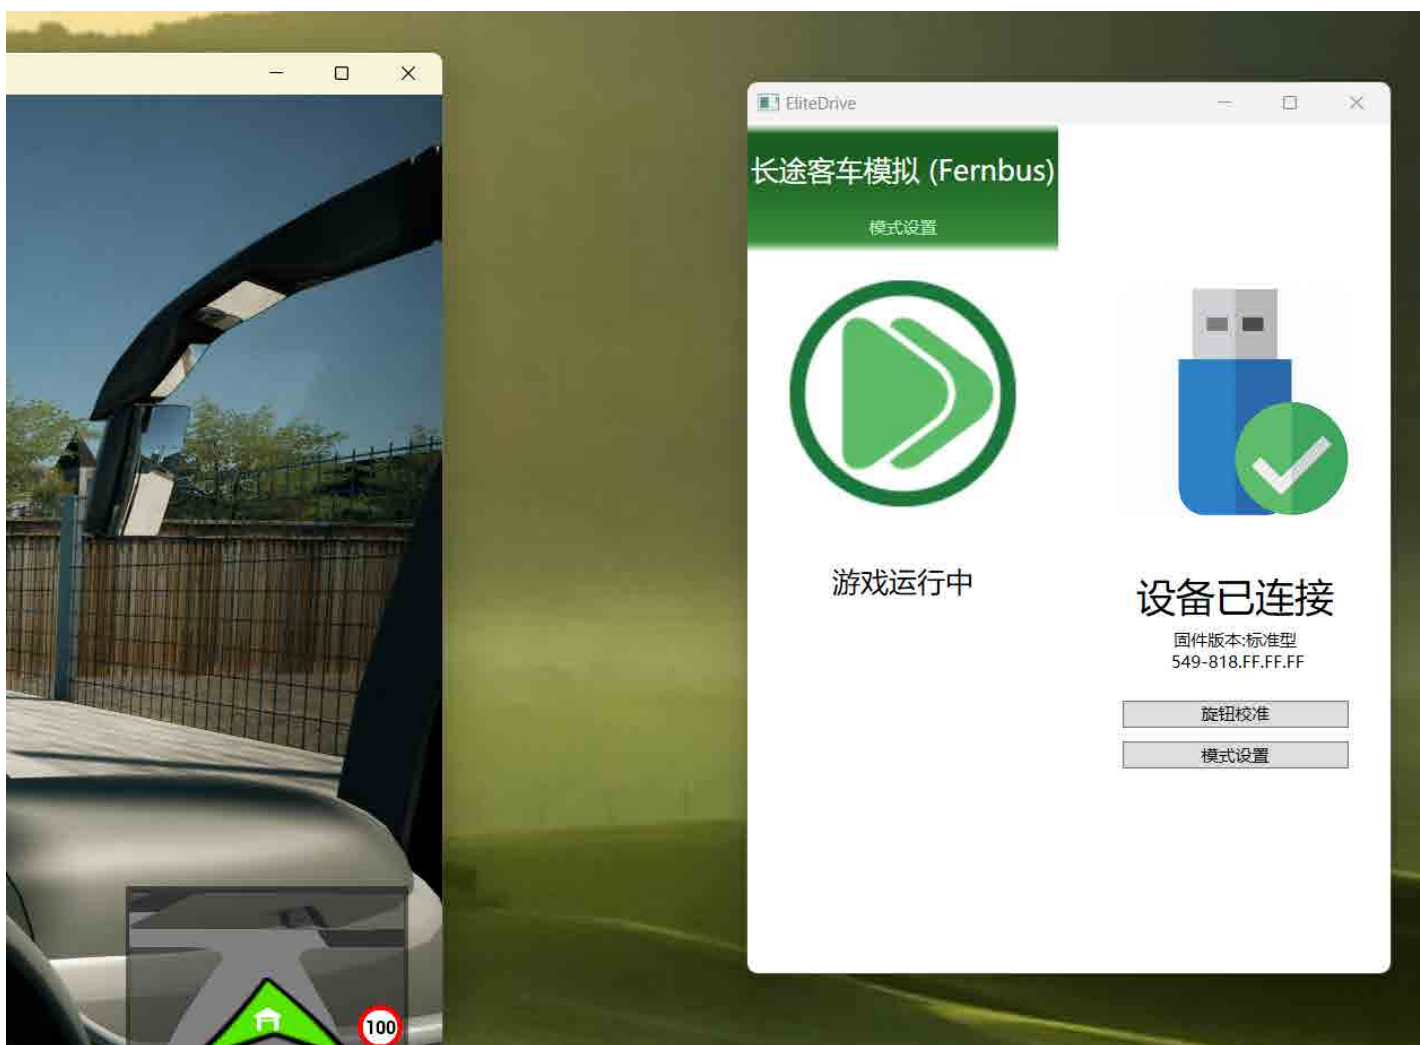 EliteDrive
长途客车模拟 (Fernbus)
模式设置
游戏运行中
设备已连接
固件版本:标准型
549-818.FF.FF.FF
旋钮校准
模式设置
100